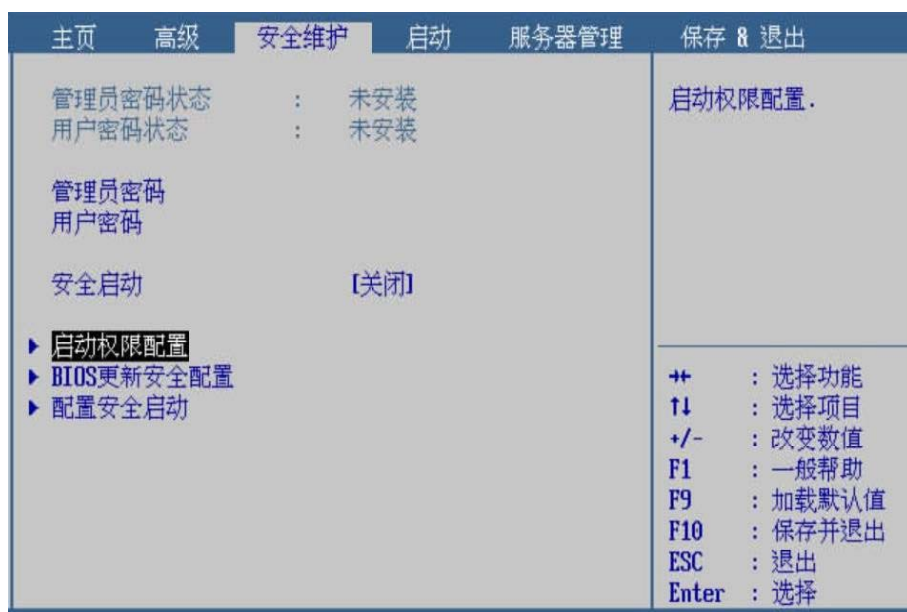 主页 高级 安全维护 启动 服务器管理 保存 & 退出
管理员密码状态 : 未安装
用户密码状态 : 未安装
管理员密码
用户密码
安全启动 [关闭]
启动权限配置
BIOS更新安全配置
配置安全启动
启动权限配置.
→← : 选择功能
↑↓ : 选择项目
+/- : 改变数值
F1 : 一般帮助
F9 : 加载默认值
F10 : 保存并退出
ESC : 退出
Enter : 选择